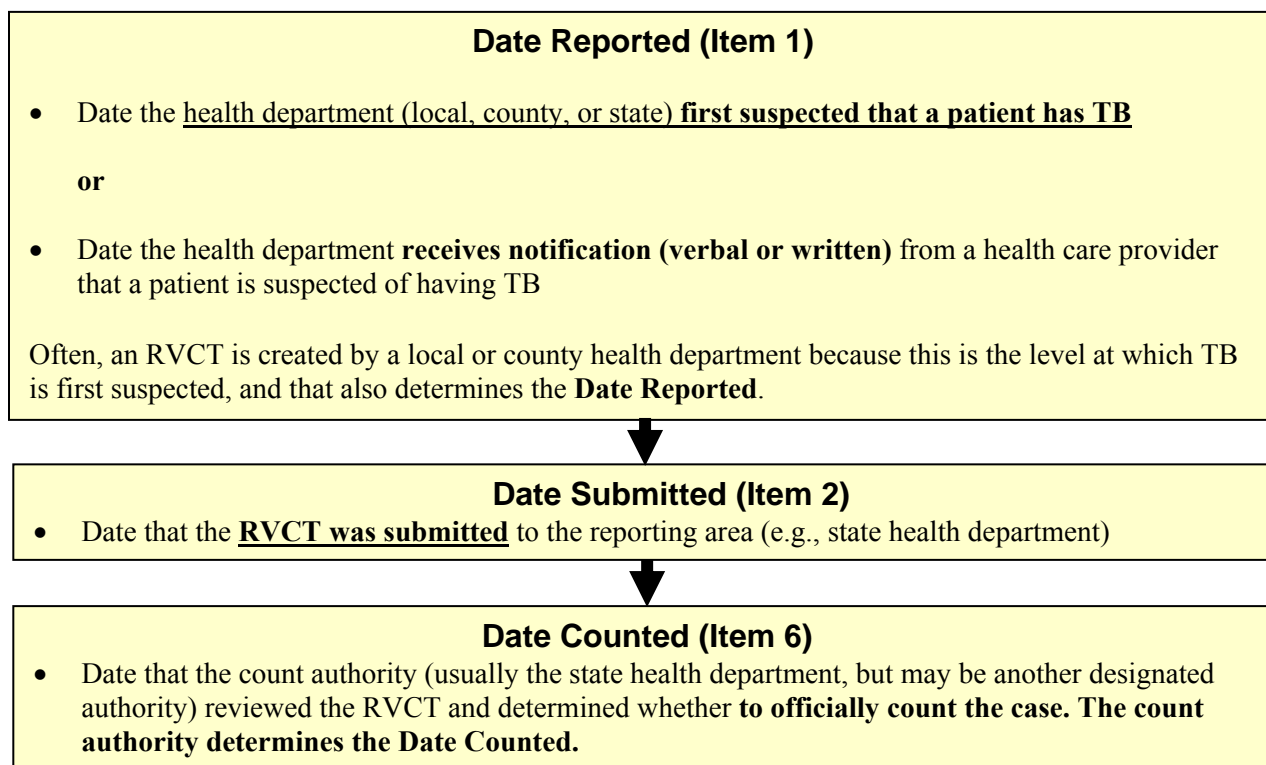 Date Reported (Item 1)
• Date the health department (local, county, or state) first suspected that a patient has TB
or
• Date the health department receives notification (verbal or written) from a health care provider
that a patient is suspected of having TB
Often, an RVCT is created by a local or county health department because this is the level at which TB
is first suspected, and that also determines the Date Reported.
Date Submitted (Item 2)
• Date that the RVCT was submitted to the reporting area (e.g., state health department)
Date Counted (Item 6)
• Date that the count authority (usually the state health department, but may be another designated
authority) reviewed the RVCT and determined whether to officially count the case. The count
authority determines the Date Counted.